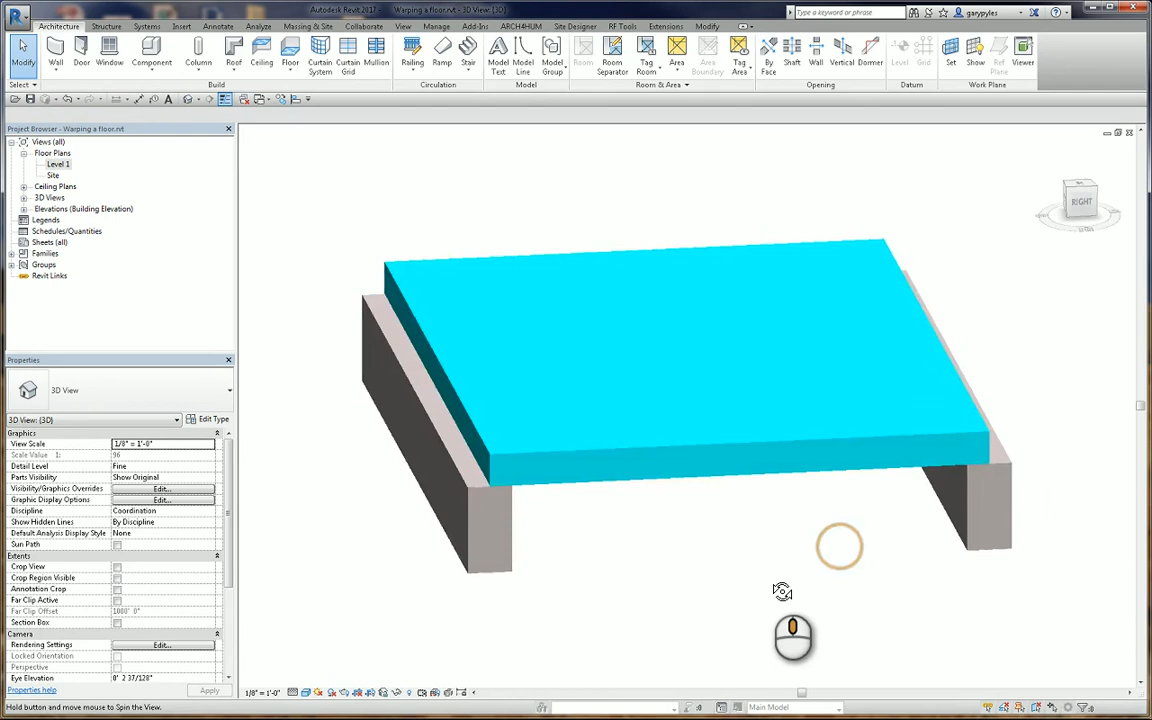 Autodesk Revit 2017 - Warping a floor.rvt - 3D View: {3D}
Type a keyword or phrase
garypyles
Architecture Structure Systems Insert Annotate Analyze Massing & Site Collaborate View Manage Add-Ins ARCH4HUM Site Designer RF Tools Extensions Modify
Modify Wall Door Window Component Column Roof Ceiling Floor Curtain System Curtain Grid Mullion Railing Ramp Stair Model Text Model Line Model Group Room Room Separator Tag Room Area Area Boundary Tag Area By Face Shaft Wall Vertical Dormer Level Grid Set Show Ref Plane Viewer
Select Build Circulation Model Room & Area Opening Datum Work Plane
Project Browser - Warping a floor.rvt
Views (all)
Floor Plans
Level 1
Site
Ceiling Plans
3D Views
Elevations (Building Elevation)
Legends
Schedules/Quantities
Sheets (all)
Families
Groups
Revit Links
RIGHT
Properties
3D View
3D View: {3D}
Edit Type
Graphics
View Scale 1/8" = 1'-0"
Scale Value 1: 96
Detail Level Fine
Parts Visibility Show Original
Visibility/Graphics Overrides Edit...
Graphic Display Options Edit...
Discipline Coordination
Show Hidden Lines By Discipline
Default Analysis Display Style None
Sun Path
Extents
Crop View
Crop Region Visible
Annotation Crop
Far Clip Active
Far Clip Offset 1000' 0"
Section Box
Camera
Rendering Settings Edit...
Locked Orientation
Perspective
Eye Elevation 0' 2 37/128"
Properties help Apply
1/8" = 1'-0"
Hold button and move mouse to Spin the View.
:0
Main Model
:0